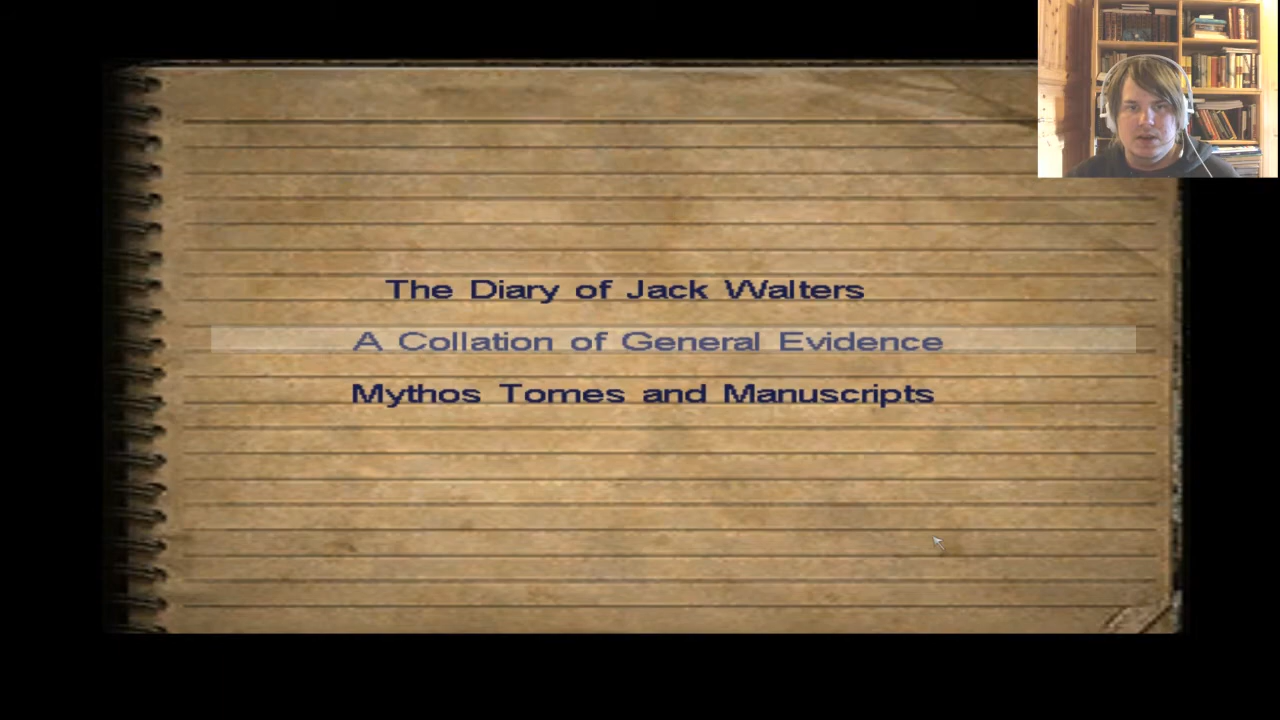 The Diary of Jack Walters
A Collation of General Evidence
Mythos Tomes and Manuscripts